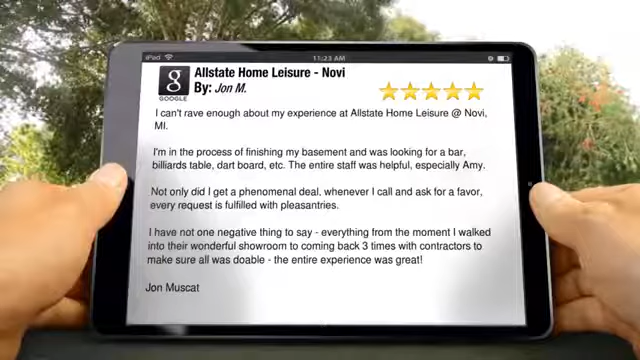 iPad
11:23 AM
g
GOOGLE
Allstate Home Leisure - Novi
By: Jon M.
I can't rave enough about my experience at Allstate Home Leisure @ Novi,
MI.
I'm in the process of finishing my basement and was looking for a bar,
billiards table, dart board, etc. The entire staff was helpful, especially Amy.
Not only did I get a phenomenal deal, whenever I call and ask for a favor,
every request is fulfilled with pleasantries.
I have not one negative thing to say - everything from the moment I walked
into their wonderful showroom to coming back 3 times with contractors to
make sure all was doable - the entire experience was great!
Jon Muscat